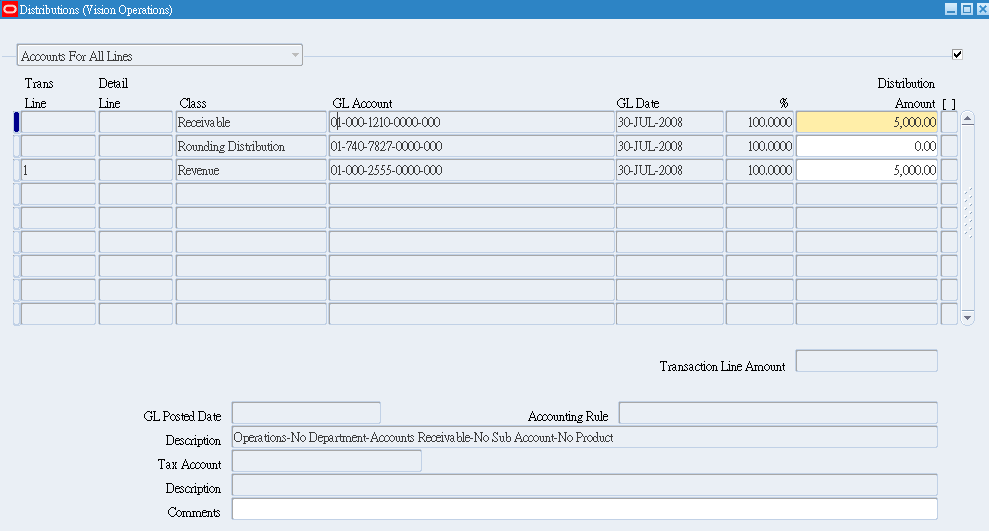 Distributions (Vision Operations)
Accounts For All Lines
Trans Detail Distribution
Line Line Class GL Account GL Date % Amount [ ]
Receivable 01-000-1210-0000-000 30-JUL-2008 100.0000 5,000.00
Rounding Distribution 01-740-7827-0000-000 30-JUL-2008 100.0000 0.00
1 Revenue 01-000-2555-0000-000 30-JUL-2008 100.0000 5,000.00
Transaction Line Amount
GL Posted Date Accounting Rule
Description Operations-No Department-Accounts Receivable-No Sub Account-No Product
Tax Account
Description
Comments